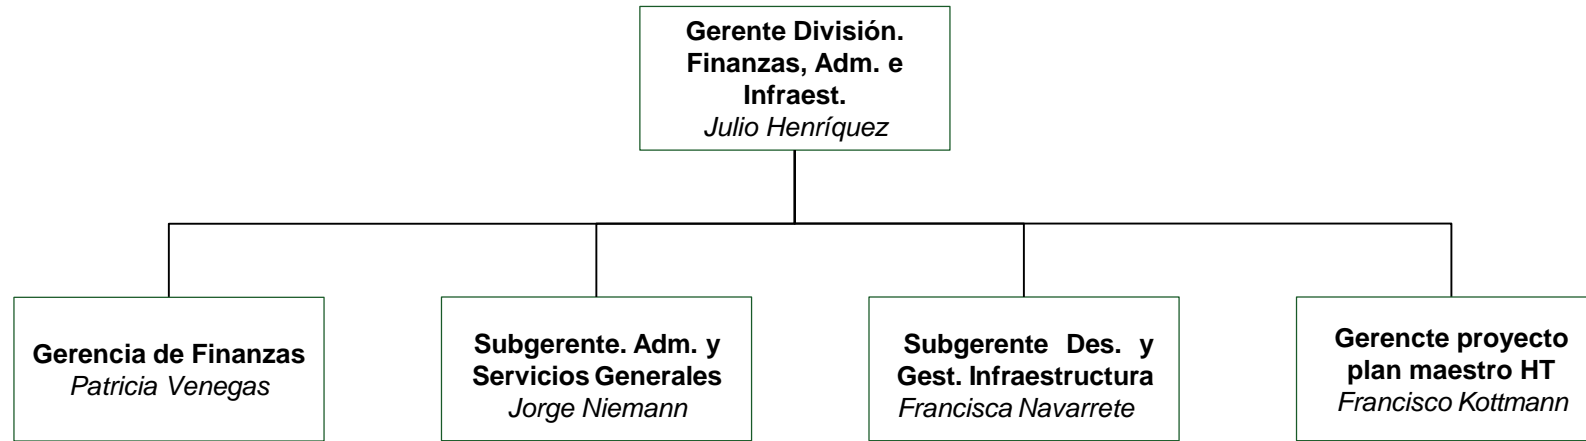 Gerente División.
Finanzas, Adm. e
Infraest.
Julio Henríquez
Gerencia de Finanzas
Patricia Venegas
Subgerente. Adm. y
Servicios Generales
Jorge Niemann
Subgerente Des. y
Gest. Infraestructura
Francisca Navarrete
Gerencte proyecto
plan maestro HT
Francisco Kottmann